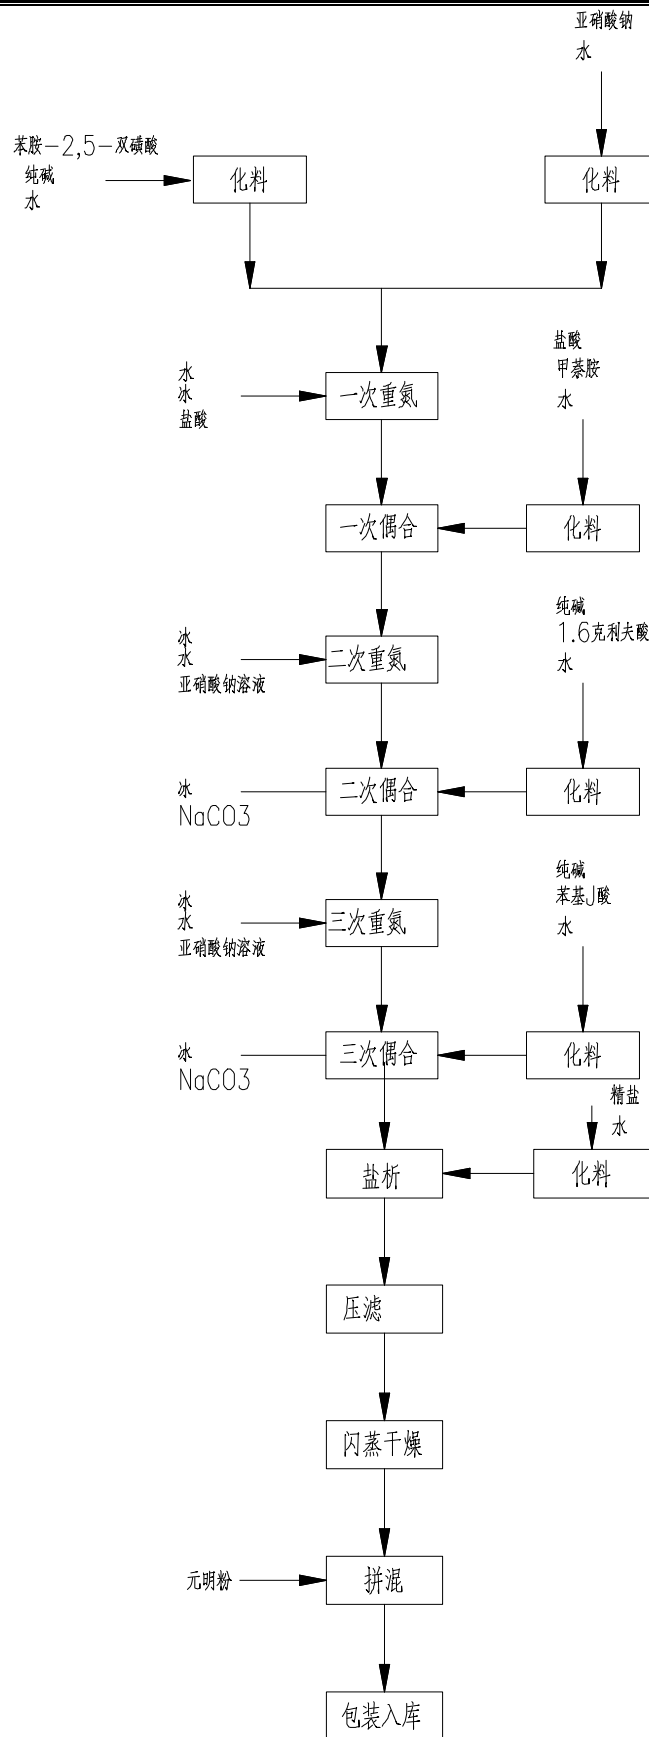 亚硝酸钠
水
苯胺-2,5-双磺酸
纯碱
水
化料
化料
水
冰
盐酸
一次重氮
盐酸
甲萘胺
水
一次偶合
化料
冰
水
亚硝酸钠溶液
二次重氮
纯碱
1.6克利夫酸
水
冰
NaCO3
二次偶合
化料
冰
水
亚硝酸钠溶液
三次重氮
纯碱
苯基J酸
水
冰
NaCO3
三次偶合
化料
精盐
水
盐析
化料
压滤
闪蒸干燥
元明粉
拼混
包装入库